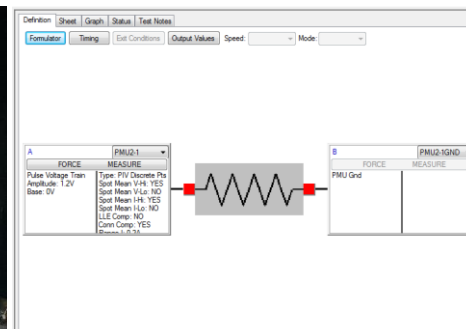 Definition Sheet Graph Status Test Notes
Formulator Timing Exit Conditions Output Values Speed: Mode:
A PMU2-1
FORCE MEASURE
Pulse Voltage Train
Amplitude: 1.2V
Base: 0V
Type: PIV Discrete Pts
Spot Mean V-Hi: YES
Spot Mean V-Lo: NO
Spot Mean I-Hi: YES
Spot Mean I-Lo: NO
LLE Comp: NO
Conn Comp: YES
Range I: 0.2A
B PMU2-1GND
FORCE MEASURE
PMU Gnd